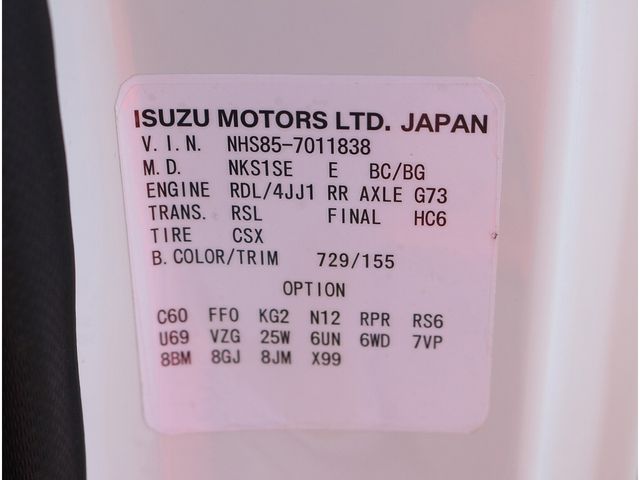 ISUZU MOTORS LTD. JAPAN
V.I.N. NHS85-7011838
M.D. NKS1SE E BC/BG
ENGINE RDL/4JJ1 RR AXLE G73
TRANS. RSL FINAL HC6
TIRE CSX
B.COLOR/TRIM 729/155
OPTION
C60 FF0 KG2 N12 RPR RS6
U69 VZG 25W 6UN 6WD 7VP
8BM 8GJ 8JM X99